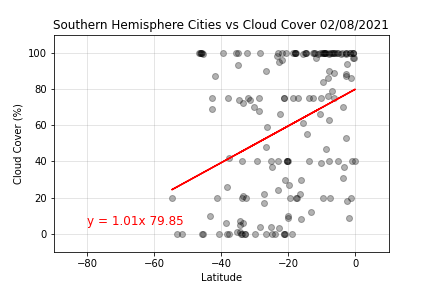 Southern Hemisphere Cities vs Cloud Cover 02/08/2021
100
80
60
40
20
0
Cloud Cover (%)
y = 1.01x 79.85
−80
−60
−40
−20
0
Latitude